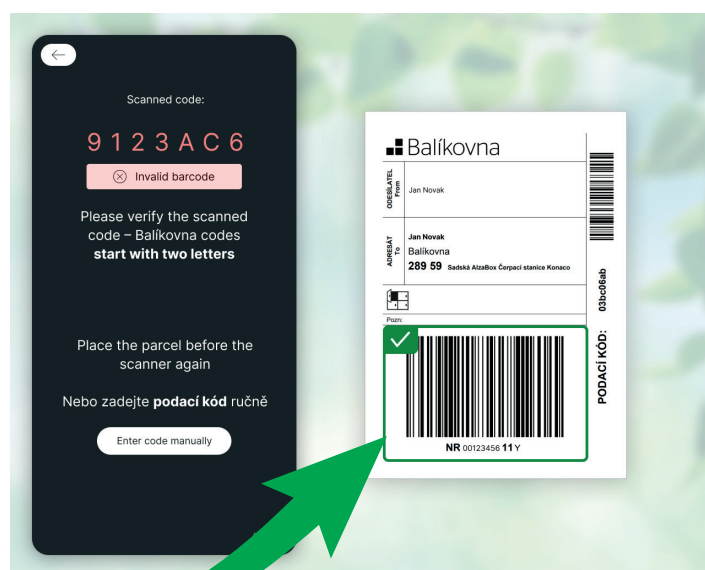 Scanned code:
9123AC6
Invalid barcode
Please verify the scanned
code – Balíkovna codes
start with two letters
Place the parcel before the
scanner again
Nebo zadejte podací kód ručně
Enter code manually
Balíkovna
ODESÍLATEL
From
Jan Novak
ADRESÁT
To
Jan Novak
Balíkovna
289 59 Sadská AlzaBox Čerpací stanice Konaco
Pozn:
NR 00123456 11 Y
PODACÍ KÓD: 03bc06ab